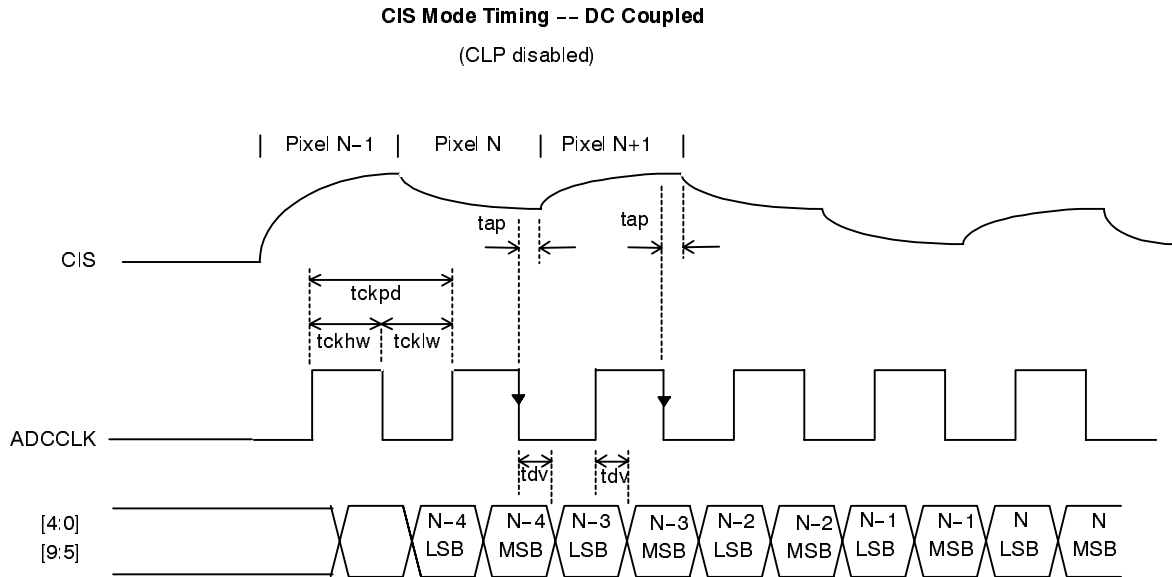 CIS Mode Timing -- DC Coupled
(CLP disabled)
| Pixel N-1 | Pixel N | Pixel N+1 |
tap tap
CIS
tckpd
tckhw tcklw
ADCCLK
tdv tdv
[4:0] N-4 N-4 N-3 N-3 N-2 N-2 N-1 N-1 N N
[9:5] LSB MSB LSB MSB LSB MSB LSB MSB LSB MSB